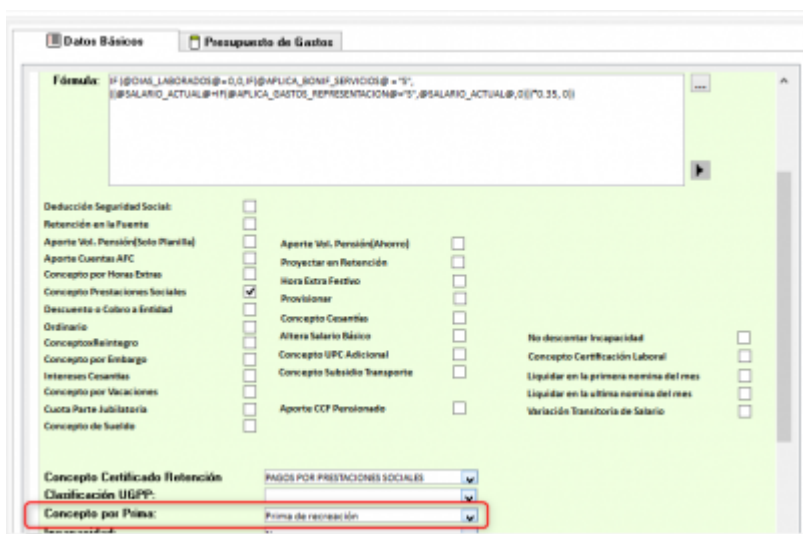 Datos Básicos
Presupuesto de Gastos
Fórmula:
IF(@DIAS_LABORADOS@=0,0,IF(@APLICA_BONIF_SERVICIOS@="S",
(((@SALARIO_ACTUAL@+IF(@APLICA_GASTOS_REPRESENTACION@="S",@SALARIO_ACTUAL@,0)))*0.35, 0))
...
Deducción Seguridad Social:
Retención en la Fuente
Aporte Vol. Pensión(Solo Planilla)
Aporte Cuentas AFC
Concepto por Horas Extras
Concepto Prestaciones Sociales
Descuento o Cobro a Entidad
Ordinario
ConceptoxReintegro
Concepto por Embargo
Intereses Cesantías
Concepto por Vacaciones
Cuota Parte Jubilatoria
Concepto de Sueldo
Aporte Vol. Pensión(Ahorro)
Proyectar en Retención
Hora Extra Festivo
Provisionar
Concepto Cesantías
Altera Salario Básico
Concepto UPC Adicional
Concepto Subsidio Transporte
Aporte CCF Pensionado
No descontar Incapacidad
Concepto Certificación Laboral
Liquidar en la primera nomina del mes
Liquidar en la ultima nomina del mes
Variación Transitoria de Salario
Concepto Certificado Retención
PAGOS POR PRESTACIONES SOCIALES
Clasificación UGPP:
Concepto por Prima:
Prima de recreación